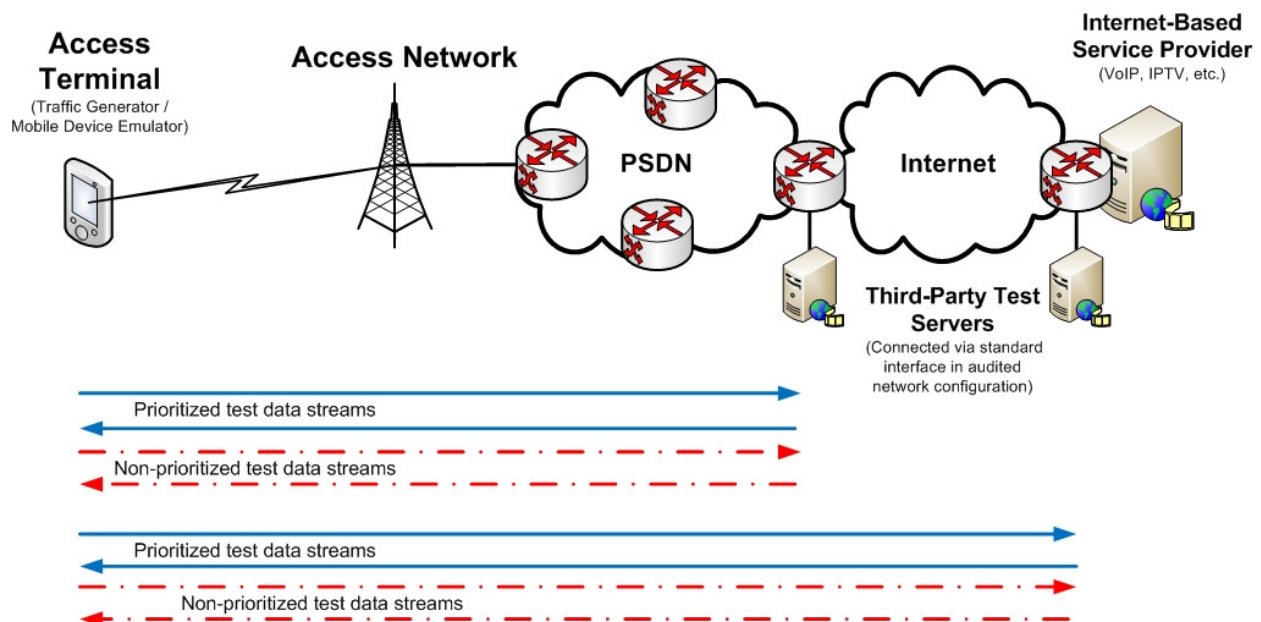 Access
Terminal
(Traffic Generator /
Mobile Device Emulator)
Access Network
PSDN
Internet
Internet-Based
Service Provider
(VoIP, IPTV, etc.)
Third-Party Test
Servers
(Connected via standard
interface in audited
network configuration)
Prioritized test data streams
Non-prioritized test data streams
Prioritized test data streams
Non-prioritized test data streams